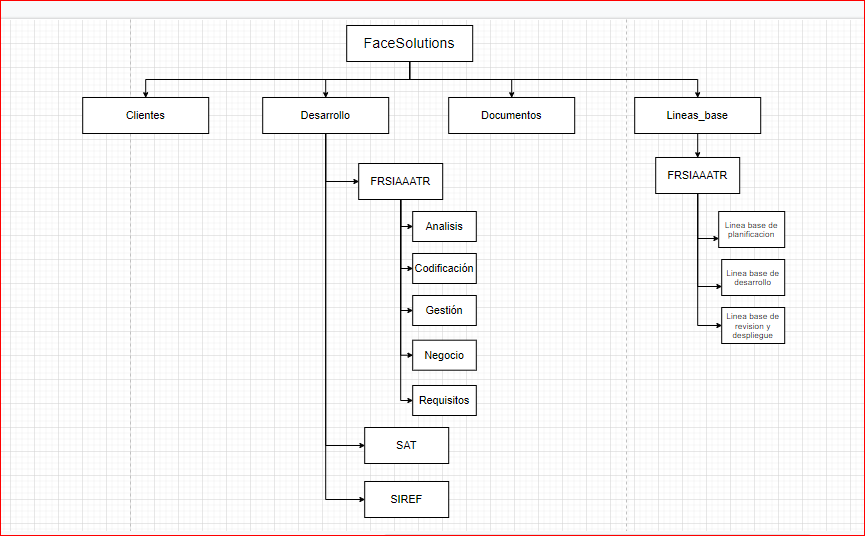 FaceSolutions
Clientes
Desarrollo
Documentos
Lineas_base
FRSIAAATR
Analisis
Codificación
Gestión
Negocio
Requisitos
SAT
SIREF
FRSIAAATR
Linea base de
planificacion
Linea base de
desarrollo
Linea base de
revision y
despliegue